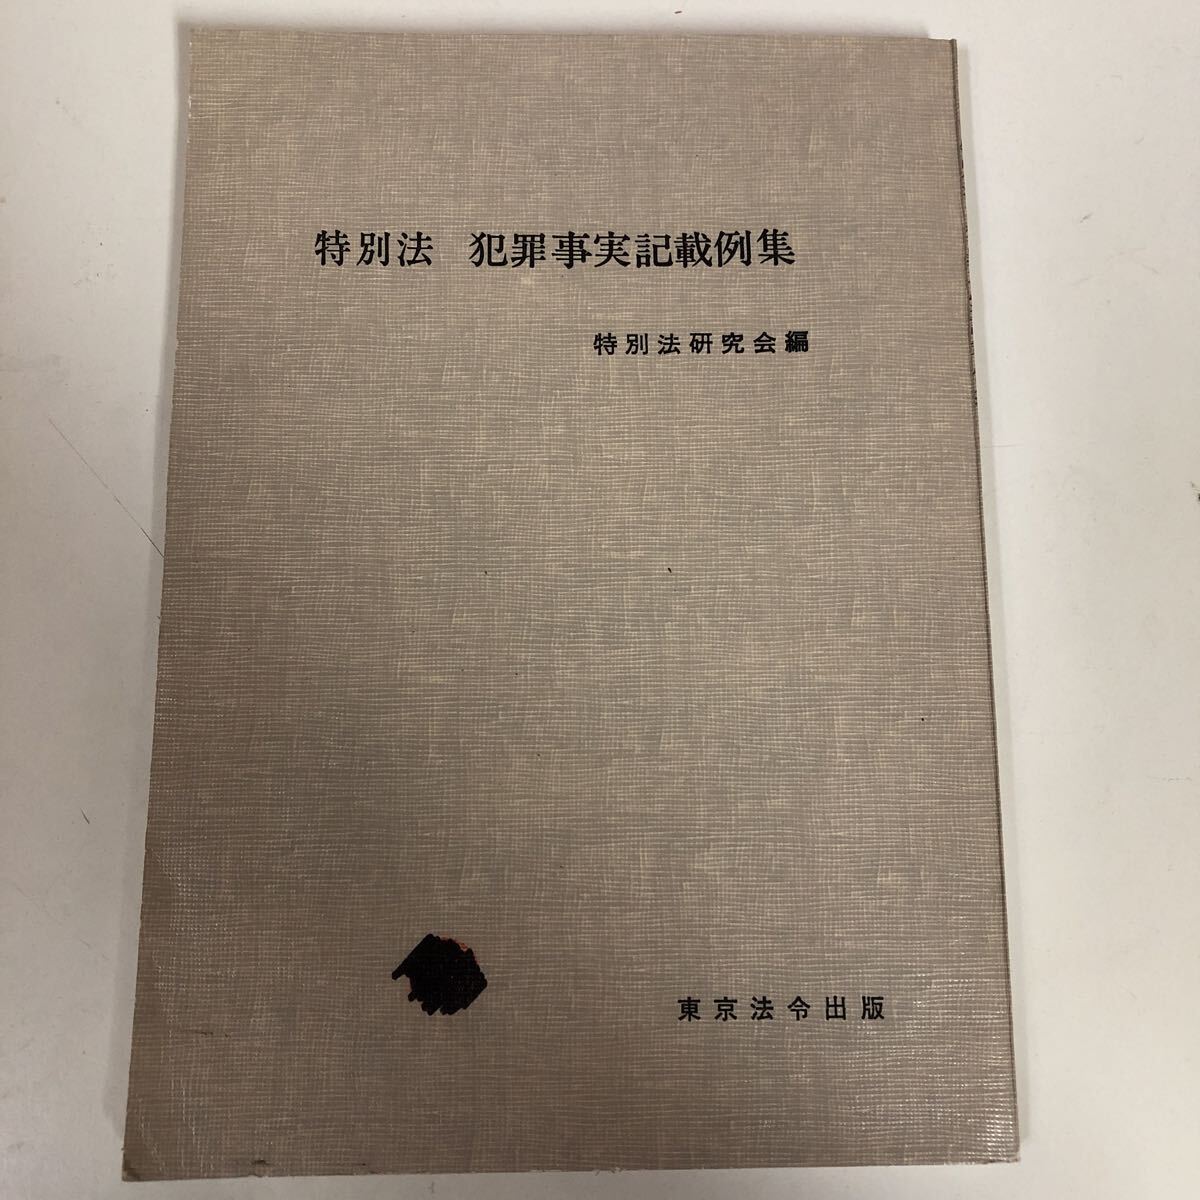 特別法　犯罪事実記載例集
特別法研究会編
東京法令出版